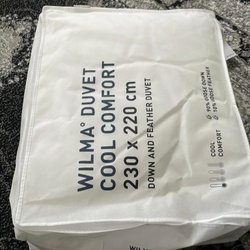 WILMA° DUVET
COOL COMFORT
230 x 220 cm
DOWN AND FEATHER DUVET
90% GOOSE DOWN
10% GOOSE FEATHER
COOL
COMFORT
WILMA° D